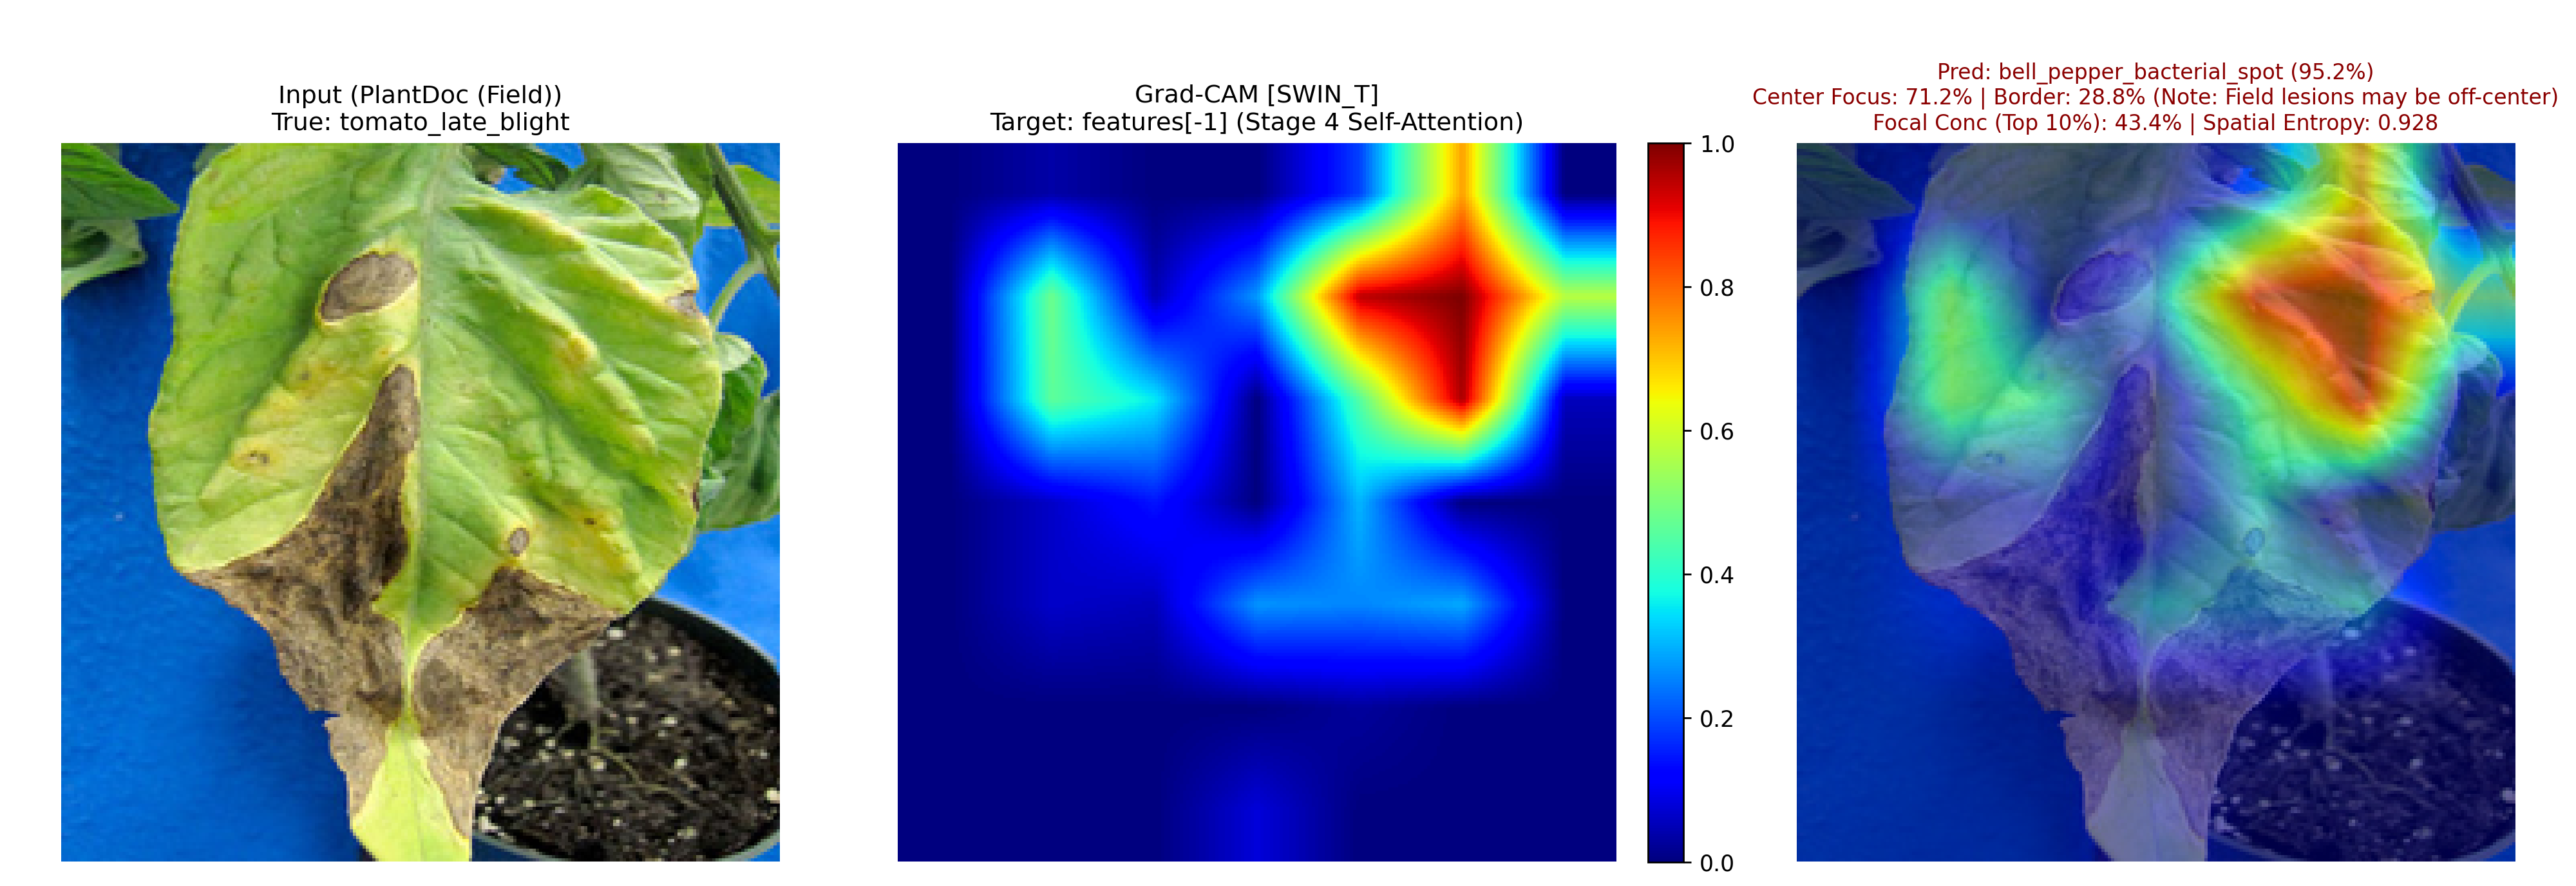 Input (PlantDoc (Field))
True: tomato_late_blight
Grad-CAM [SWIN_T]
Target: features[-1] (Stage 4 Self-Attention)
1.0
0.8
0.6
0.4
0.2
0.0
Pred: bell_pepper_bacterial_spot (95.2%)
Center Focus: 71.2% | Border: 28.8% (Note: Field lesions may be off-center)
Focal Conc (Top 10%): 43.4% | Spatial Entropy: 0.928